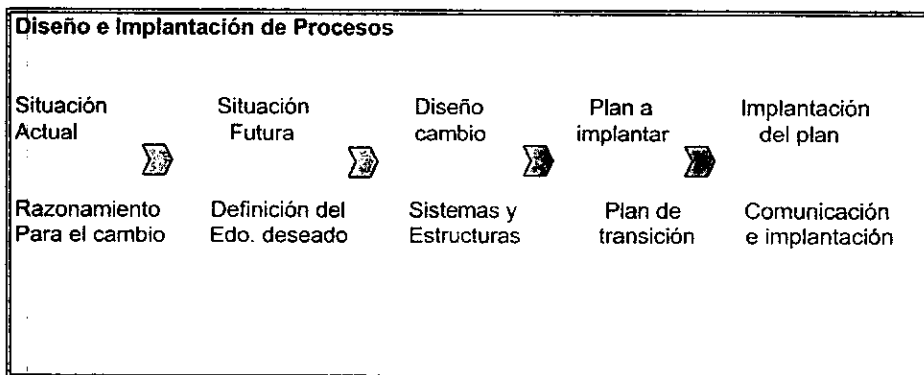 Diseño e Implantación de Procesos
Situación Situación Diseño Plan a Implantación
Actual Futura cambio implantar del plan
Razonamiento Definición del Sistemas y Plan de Comunicación
Para el cambio Edo. deseado Estructuras transición e implantación